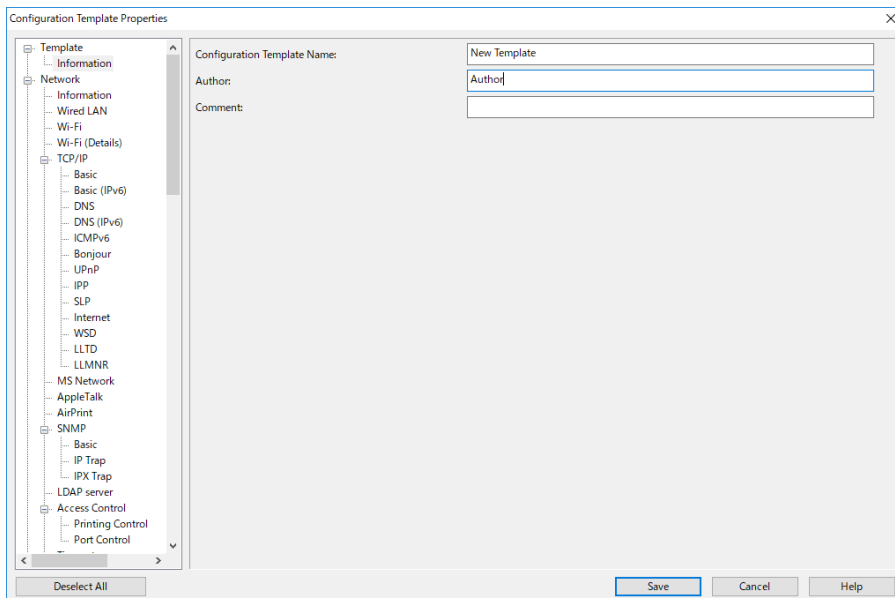 Configuration Template Properties
Template
Information
Network
Information
Wired LAN
Wi-Fi
Wi-Fi (Details)
TCP/IP
Basic
Basic (IPv6)
DNS
DNS (IPv6)
ICMPv6
Bonjour
UPnP
IPP
SLP
Internet
WSD
LLTD
LLMNR
MS Network
AppleTalk
AirPrint
SNMP
Basic
IP Trap
IPX Trap
LDAP server
Access Control
Printing Control
Port Control
Configuration Template Name: New Template
Author: Author
Comment:
Deselect All Save Cancel Help